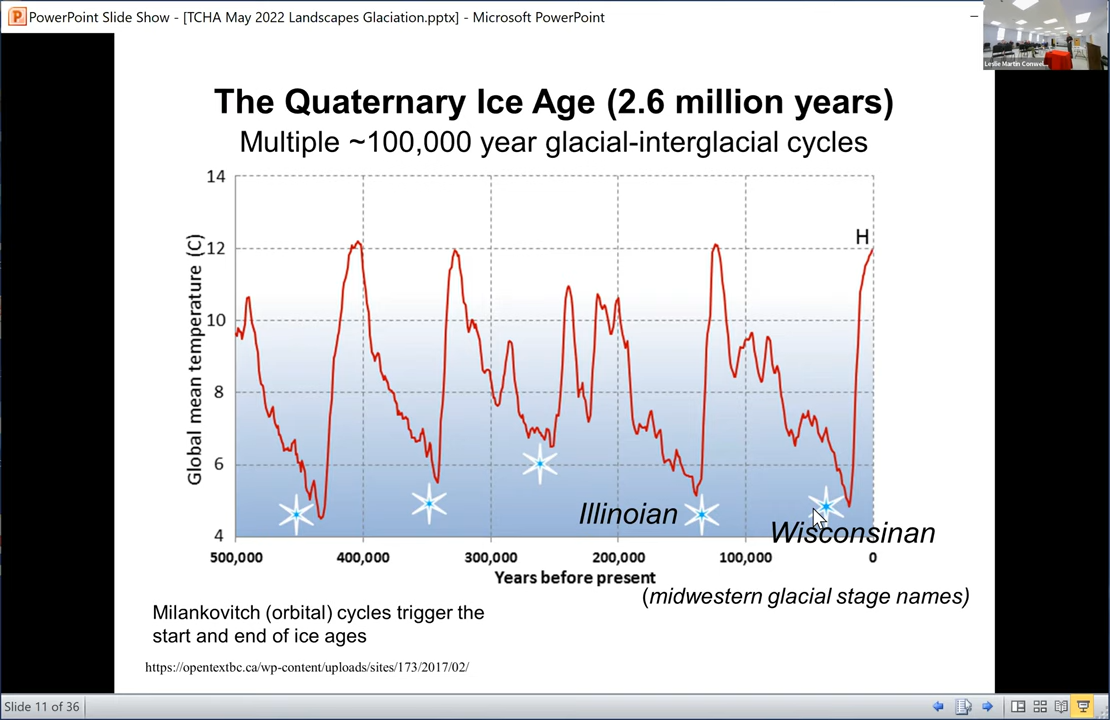 PowerPoint Slide Show - [TCHA May 2022 Landscapes Glaciation.pptx] - Microsoft PowerPoint
Leslie Martin Conwel...
The Quaternary Ice Age (2.6 million years)
Multiple ~100,000 year glacial-interglacial cycles
Global mean temperature (C)
14
12
10
8
6
4
H
Illinoian
Wisconsinan
500,000
400,000
300,000
200,000
100,000
0
Years before present
(midwestern glacial stage names)
Milankovitch (orbital) cycles trigger the
start and end of ice ages
https://opentextbc.ca/wp-content/uploads/sites/173/2017/02/
Slide 11 of 36